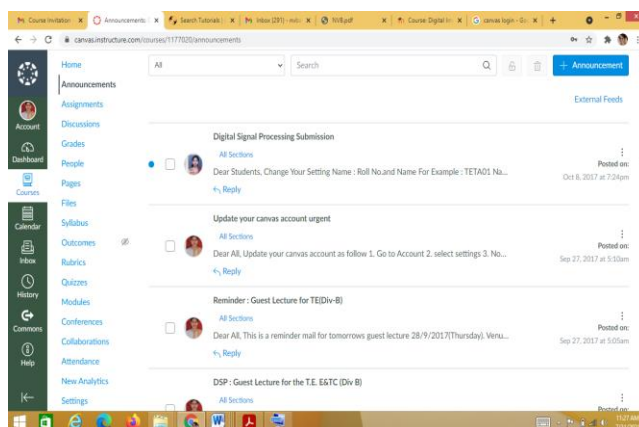 Course Invitation
Announcements
Search Tutorials
Inbox (291)
Course: Digital
canvas login - Go
canvas.instructure.com/courses/1177020/announcements
Account
Dashboard
Courses
Calendar
Inbox
History
Commons
Help
Home
Announcements
Assignments
Discussions
Grades
People
Pages
Files
Syllabus
Outcomes
Rubrics
Quizzes
Modules
Conferences
Collaborations
Attendance
New Analytics
Settings
All
Search
+ Announcement
External Feeds
Digital Signal Processing Submission
All Sections
Dear Students, Change Your Setting Name : Roll No.and Name For Example : TETA01 Na...
Reply
Posted on:
Oct 8, 2017 at 7:24pm
Update your canvas account urgent
All Sections
Dear All, Update your canvas account as follow 1. Go to Account 2. select settings 3. No...
Reply
Posted on:
Sep 27, 2017 at 5:10am
Reminder : Guest Lecture for TE(Div-B)
All Sections
Dear All, This is a reminder mail for tomorrows guest lecture 28/9/2017(Thursday). Venu...
Reply
Posted on:
Sep 27, 2017 at 5:05am
DSP : Guest Lecture for the T.E. E&TC (Div B)
All Sections
Posted on:
11:27 AM